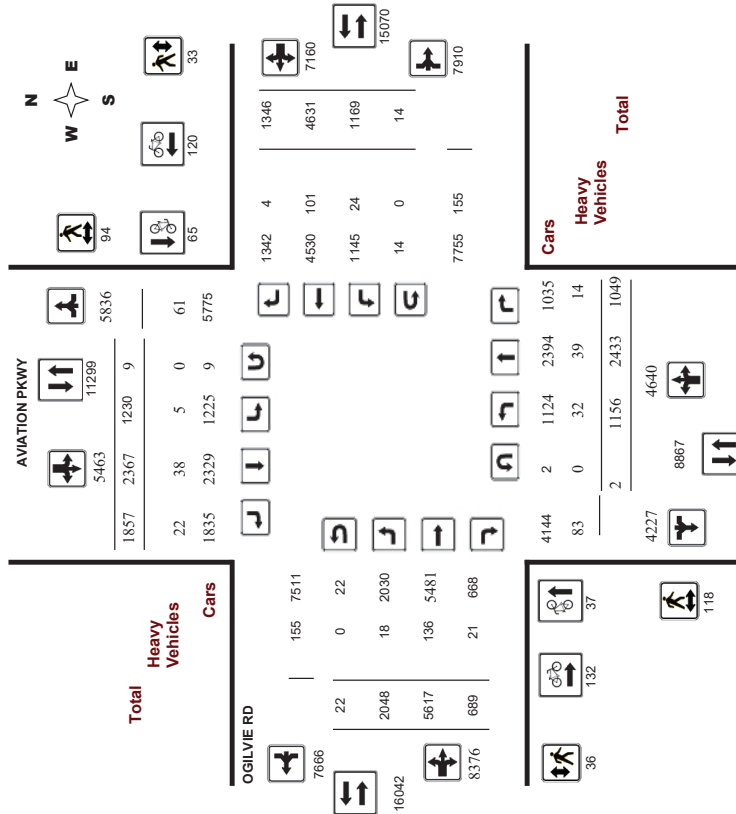 N
W E
S
94
120
33
65
AVIATION PKWY
5463
11299
5836
1857 2367 1230 9
22 38 5 0 61
1835 2329 1225 9 5775
Total
Heavy
Vehicles
Cars
1342 4 1346
4530 101 4631
1145 24 1169
14 0 14
7755 155
7160
15070
7910
OGILVIE RD
7666
16042
8376
155 7511
22 0 22
2048 18 2030
5617 136 5481
689 21 668
4144 2 1124 2394 1035
83 0 32 39 14
2 1156 2433 1049
4227
8867
4640
Cars
Heavy
Vehicles
Total
36
132
37
118